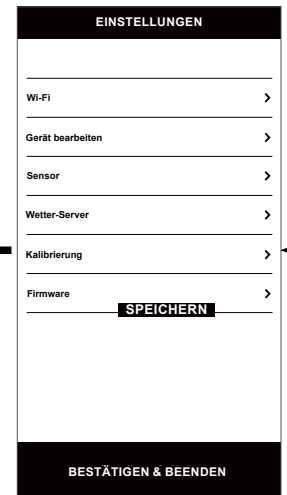 EINSTELLUNGEN
Wi-Fi
Gerät bearbeiten
Sensor
Wetter-Server
Kalibrierung
Firmware
SPEICHERN
BESTÄTIGEN & BEENDEN